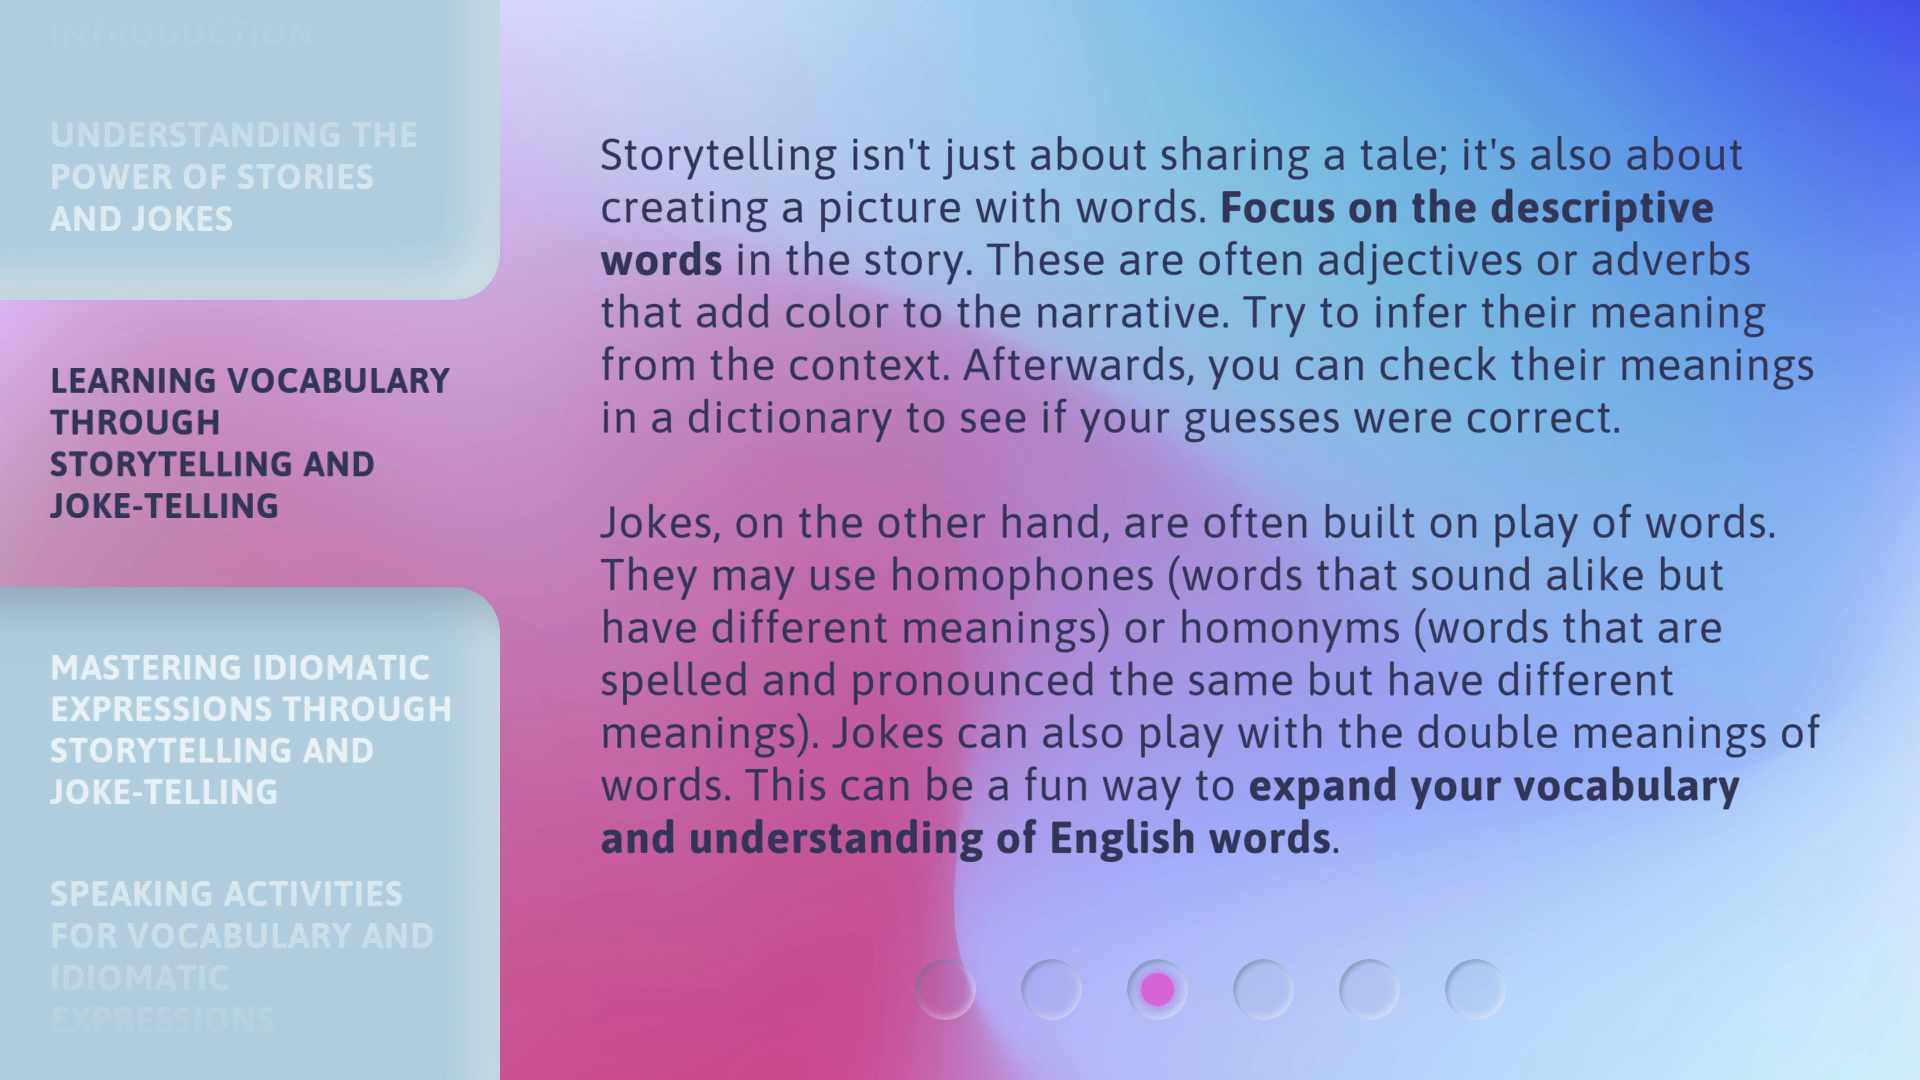 INTRODUCTION
UNDERSTANDING THE
POWER OF STORIES
AND JOKES
LEARNING VOCABULARY
THROUGH
STORYTELLING AND
JOKE-TELLING
MASTERING IDIOMATIC
EXPRESSIONS THROUGH
STORYTELLING AND
JOKE-TELLING
SPEAKING ACTIVITIES
FOR VOCABULARY AND
IDIOMATIC
EXPRESSIONS
Storytelling isn't just about sharing a tale; it's also about
creating a picture with words. Focus on the descriptive
words in the story. These are often adjectives or adverbs
that add color to the narrative. Try to infer their meaning
from the context. Afterwards, you can check their meanings
in a dictionary to see if your guesses were correct.
Jokes, on the other hand, are often built on play of words.
They may use homophones (words that sound alike but
have different meanings) or homonyms (words that are
spelled and pronounced the same but have different
meanings). Jokes can also play with the double meanings of
words. This can be a fun way to expand your vocabulary
and understanding of English words.